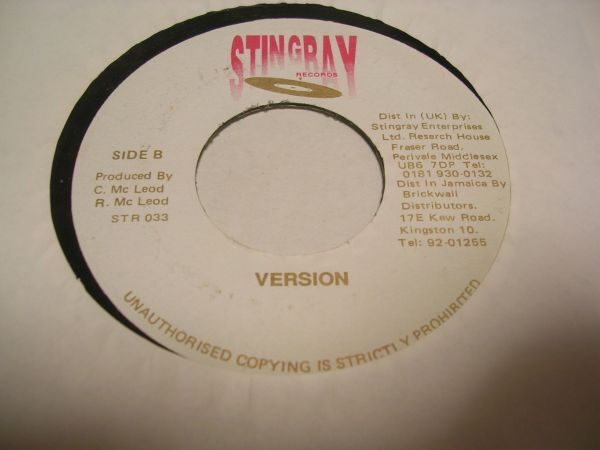 STINGRAY
RECORDS
SIDE B
Produced By
C. Mc Leod
R. Mc Leod
STR 033
Dist In (UK) By:
Stingray Enterprises
Ltd. Reserch House
Fraser Road.
Perivale Middlesex
UB6 7DP Tel:
0181 930-0132
Dist In Jamaica By
Brickwall
Distributors.
17E Kew Road.
Kingston 10.
Tel: 92-01255
VERSION
UNAUTHORISED COPYING IS STRICTLY PROHIBITED